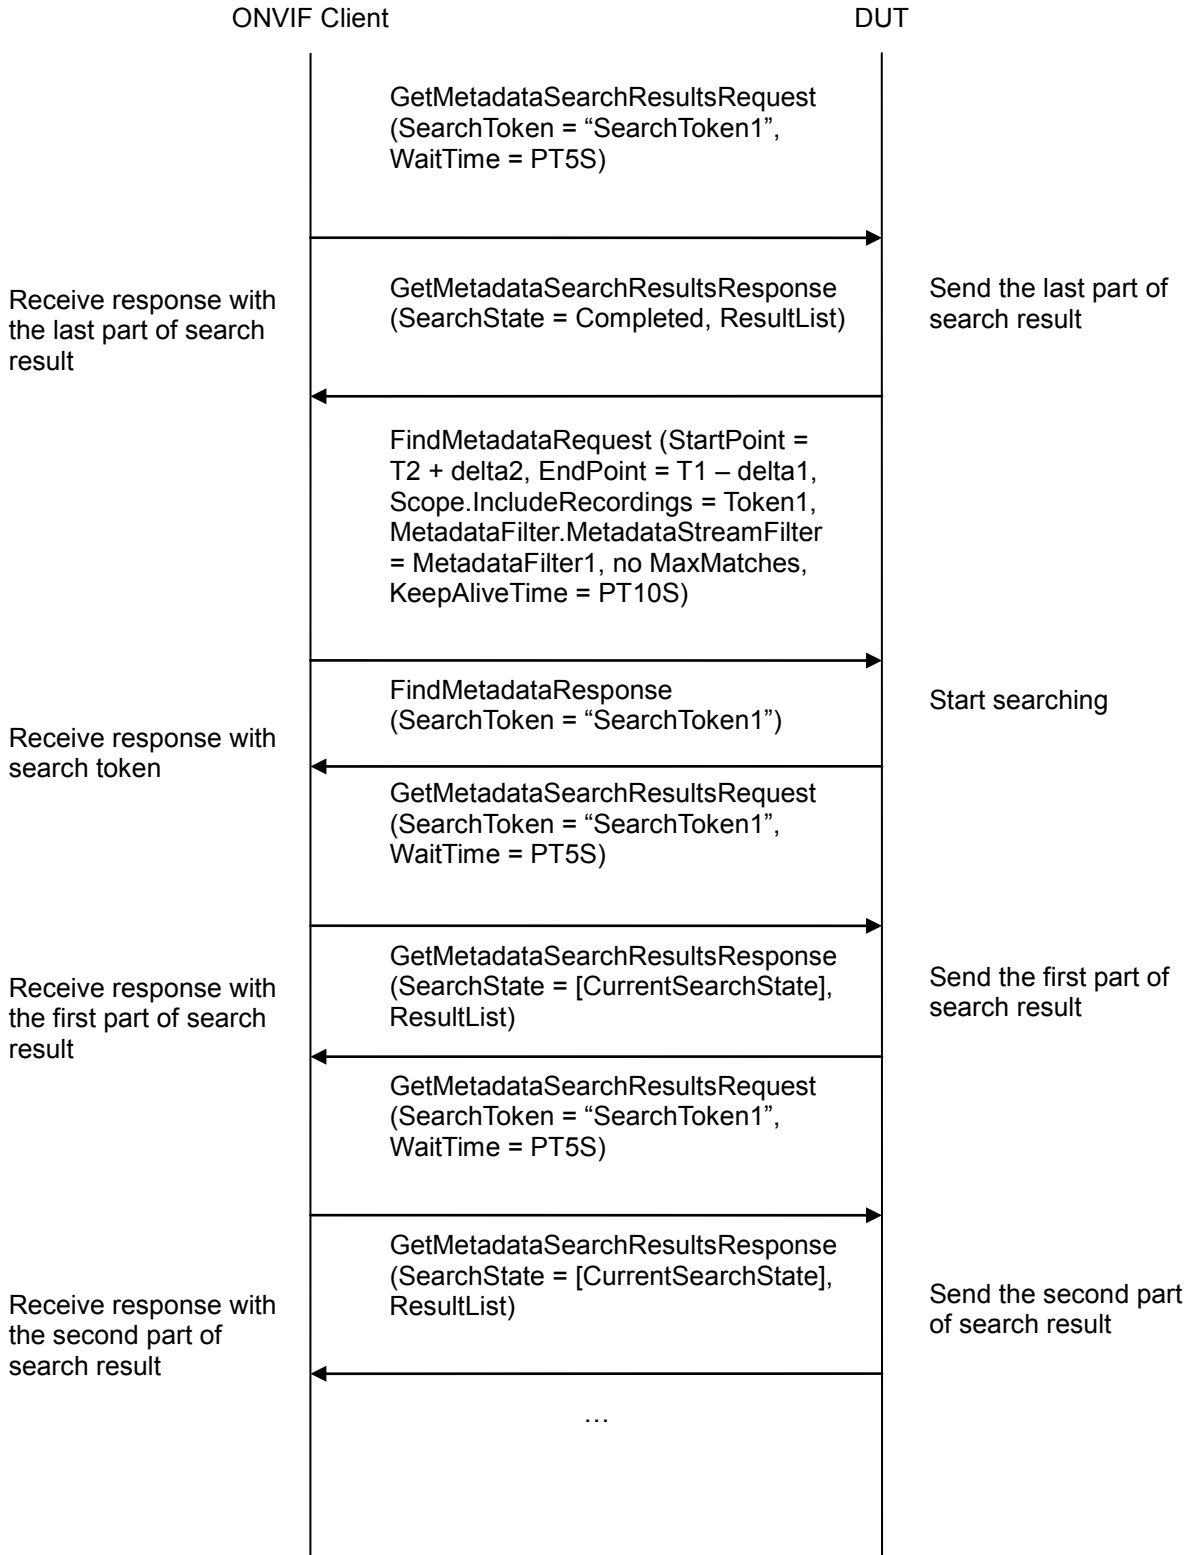 ONVIF Client
DUT
GetMetadataSearchResultsRequest
(SearchToken = “SearchToken1”,
WaitTime = PT5S)
Receive response with
the last part of search
result
GetMetadataSearchResultsResponse
(SearchState = Completed, ResultList)
Send the last part of
search result
FindMetadataRequest (StartPoint =
T2 + delta2, EndPoint = T1 – delta1,
Scope.IncludeRecordings = Token1,
MetadataFilter.MetadataStreamFilter
= MetadataFilter1, no MaxMatches,
KeepAliveTime = PT10S)
FindMetadataResponse
(SearchToken = “SearchToken1”)
Start searching
Receive response with
search token
GetMetadataSearchResultsRequest
(SearchToken = “SearchToken1”,
WaitTime = PT5S)
Receive response with
the first part of search
result
GetMetadataSearchResultsResponse
(SearchState = [CurrentSearchState],
ResultList)
Send the first part of
search result
GetMetadataSearchResultsRequest
(SearchToken = “SearchToken1”,
WaitTime = PT5S)
Receive response with
the second part of
search result
GetMetadataSearchResultsResponse
(SearchState = [CurrentSearchState],
ResultList)
Send the second part
of search result
…